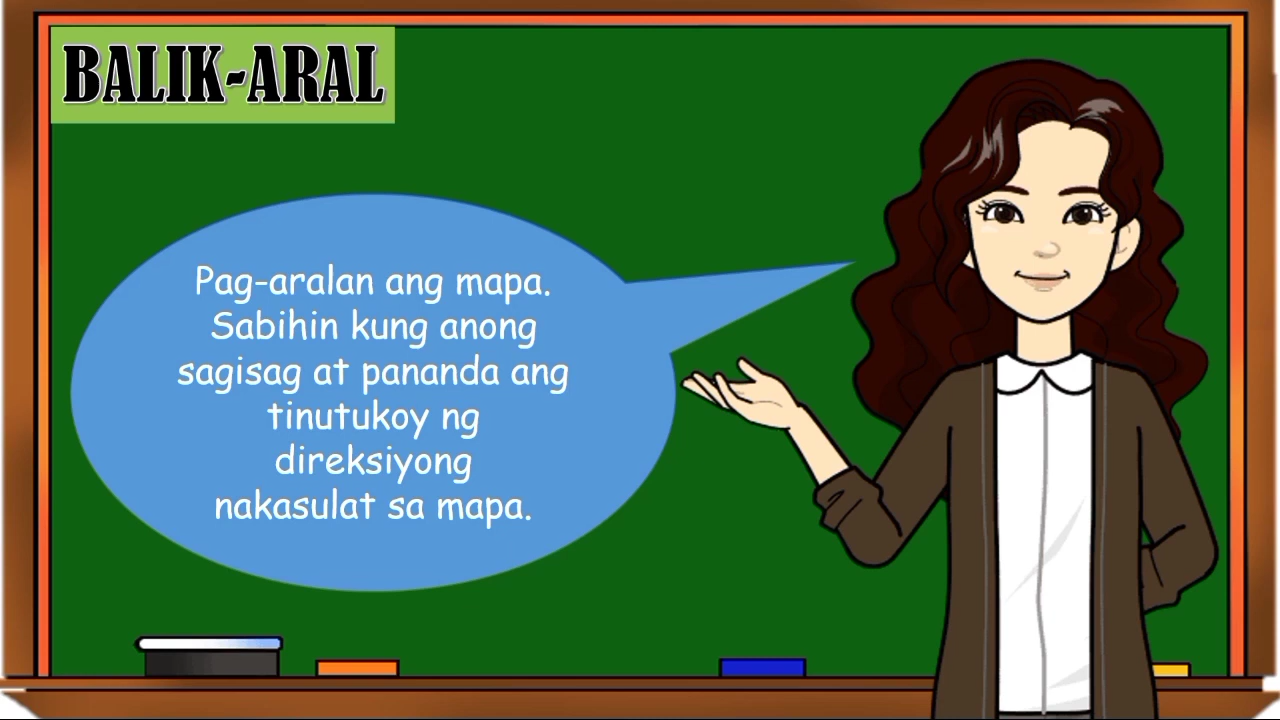 BALIK-ARAL
Pag-aralan ang mapa.
Sabihin kung anong
sagisag at pananda ang
tinutukoy ng
direksiyong
nakasulat sa mapa.